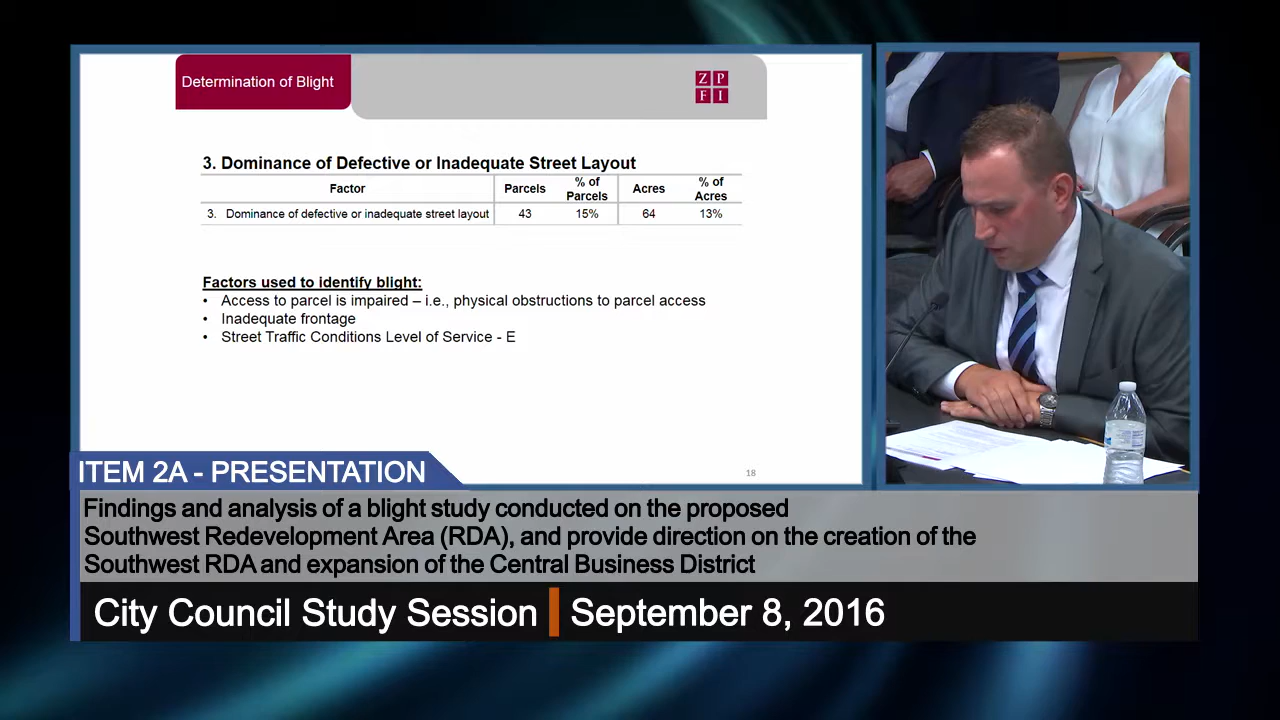 Determination of Blight
Z P
F I
3. Dominance of Defective or Inadequate Street Layout
Factor Parcels % of Parcels Acres % of Acres
3. Dominance of defective or inadequate street layout 43 15% 64 13%
Factors used to identify blight:
• Access to parcel is impaired – i.e., physical obstructions to parcel access
• Inadequate frontage
• Street Traffic Conditions Level of Service - E
18
ITEM 2A - PRESENTATION
Findings and analysis of a blight study conducted on the proposed
Southwest Redevelopment Area (RDA), and provide direction on the creation of the
Southwest RDA and expansion of the Central Business District
City Council Study Session | September 8, 2016